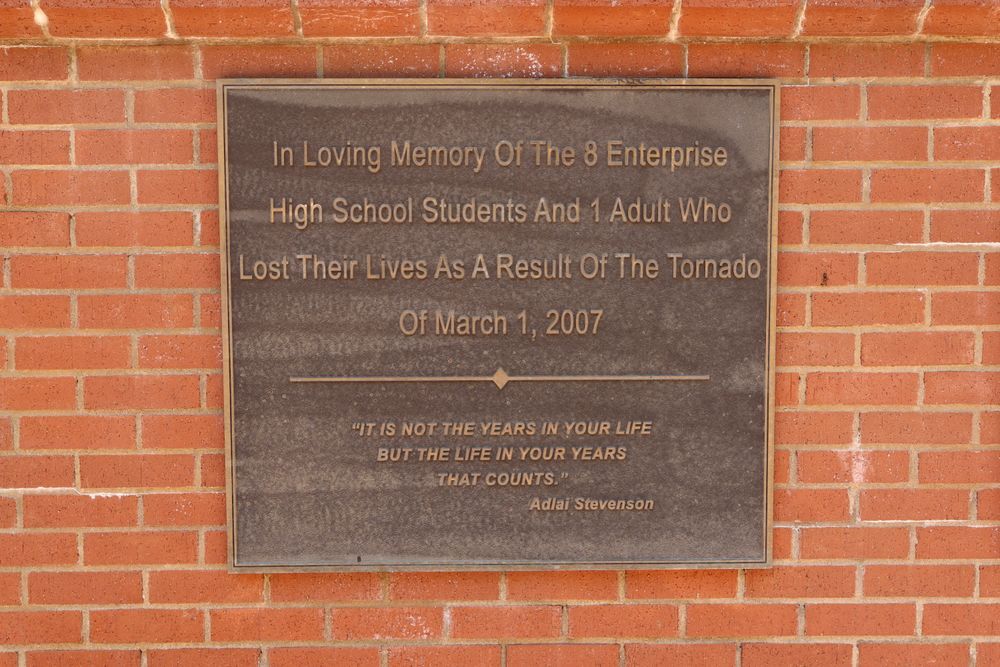 In Loving Memory Of The 8 Enterprise
High School Students And 1 Adult Who
Lost Their Lives As A Result Of The Tornado
Of March 1, 2007
“IT IS NOT THE YEARS IN YOUR LIFE
BUT THE LIFE IN YOUR YEARS
THAT COUNTS.”
Adlai Stevenson